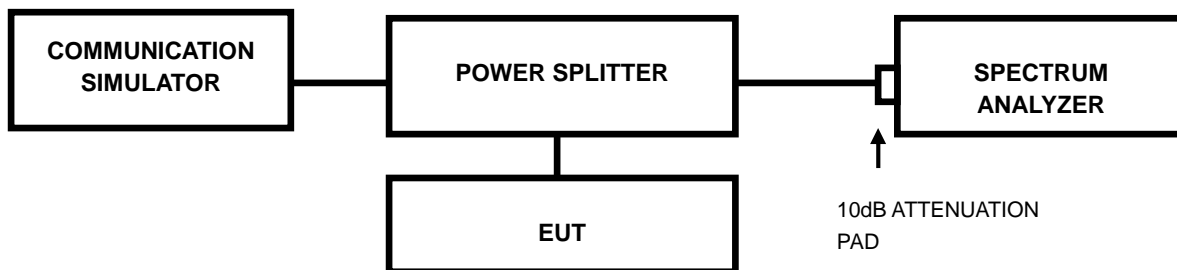 COMMUNICATION
SIMULATOR
POWER SPLITTER
SPECTRUM
ANALYZER
EUT
10dB ATTENUATION
PAD